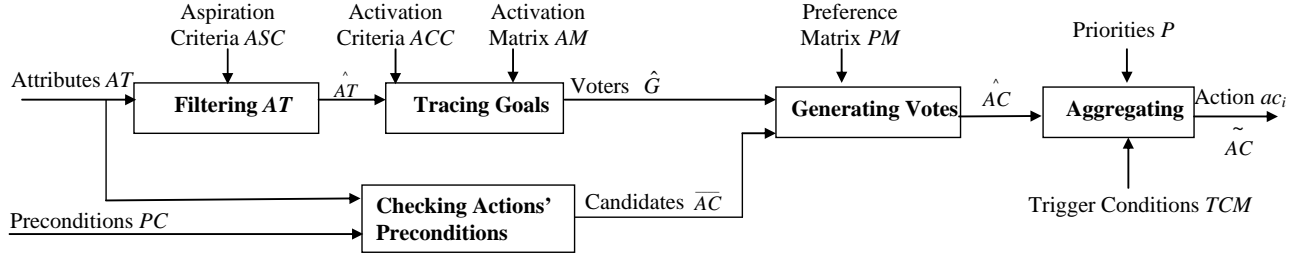 Aspiration
Criteria ASC
Activation
Criteria ACC
Activation
Matrix AM
Preference
Matrix PM
Priorities P
Attributes AT
Filtering AT
^
AT
Tracing Goals
Voters Ĝ
Generating Votes
^
AC
Aggregating
Action ac_i
~
AC
Checking Actions’
Preconditions
Candidates A̅C̅
Preconditions PC
Trigger Conditions TCM